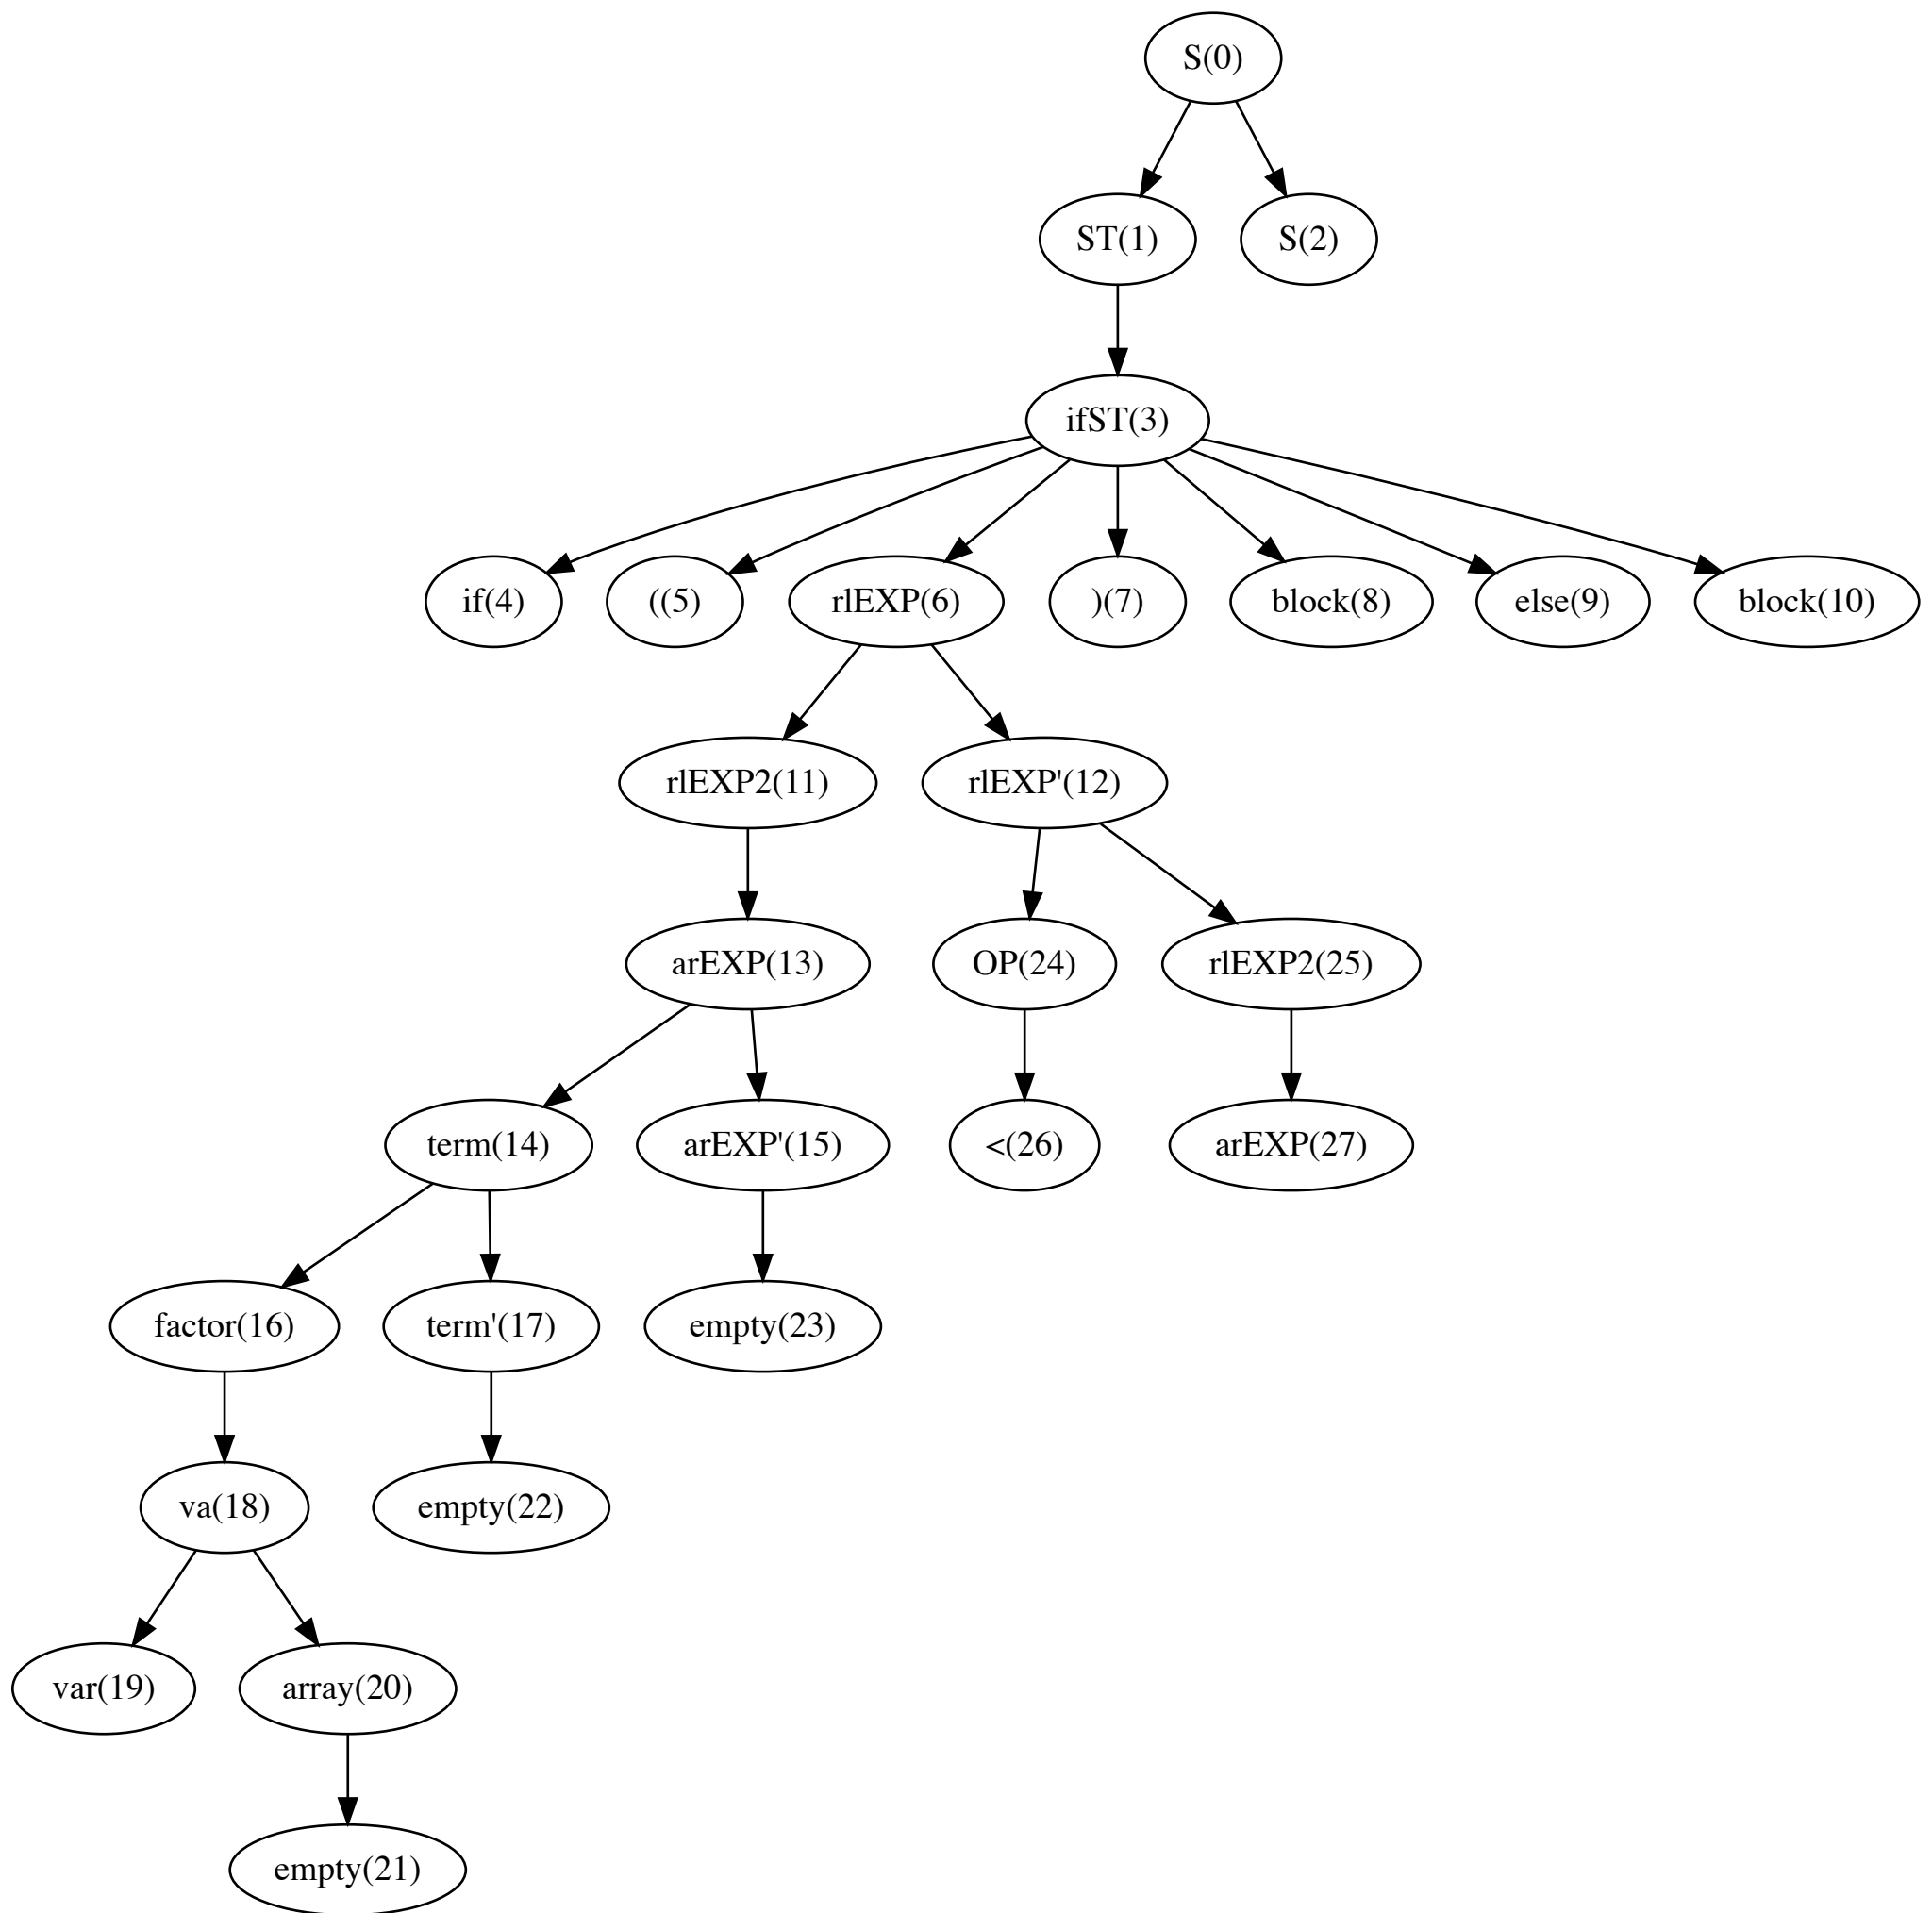 S(0)
ST(1)
S(2)
ifST(3)
if(4)
((5)
rlEXP(6)
)(7)
block(8)
else(9)
block(10)
rlEXP2(11)
rlEXP'(12)
arEXP(13)
OP(24)
rlEXP2(25)
term(14)
arEXP'(15)
<(26)
arEXP(27)
factor(16)
term'(17)
empty(23)
va(18)
empty(22)
var(19)
array(20)
empty(21)